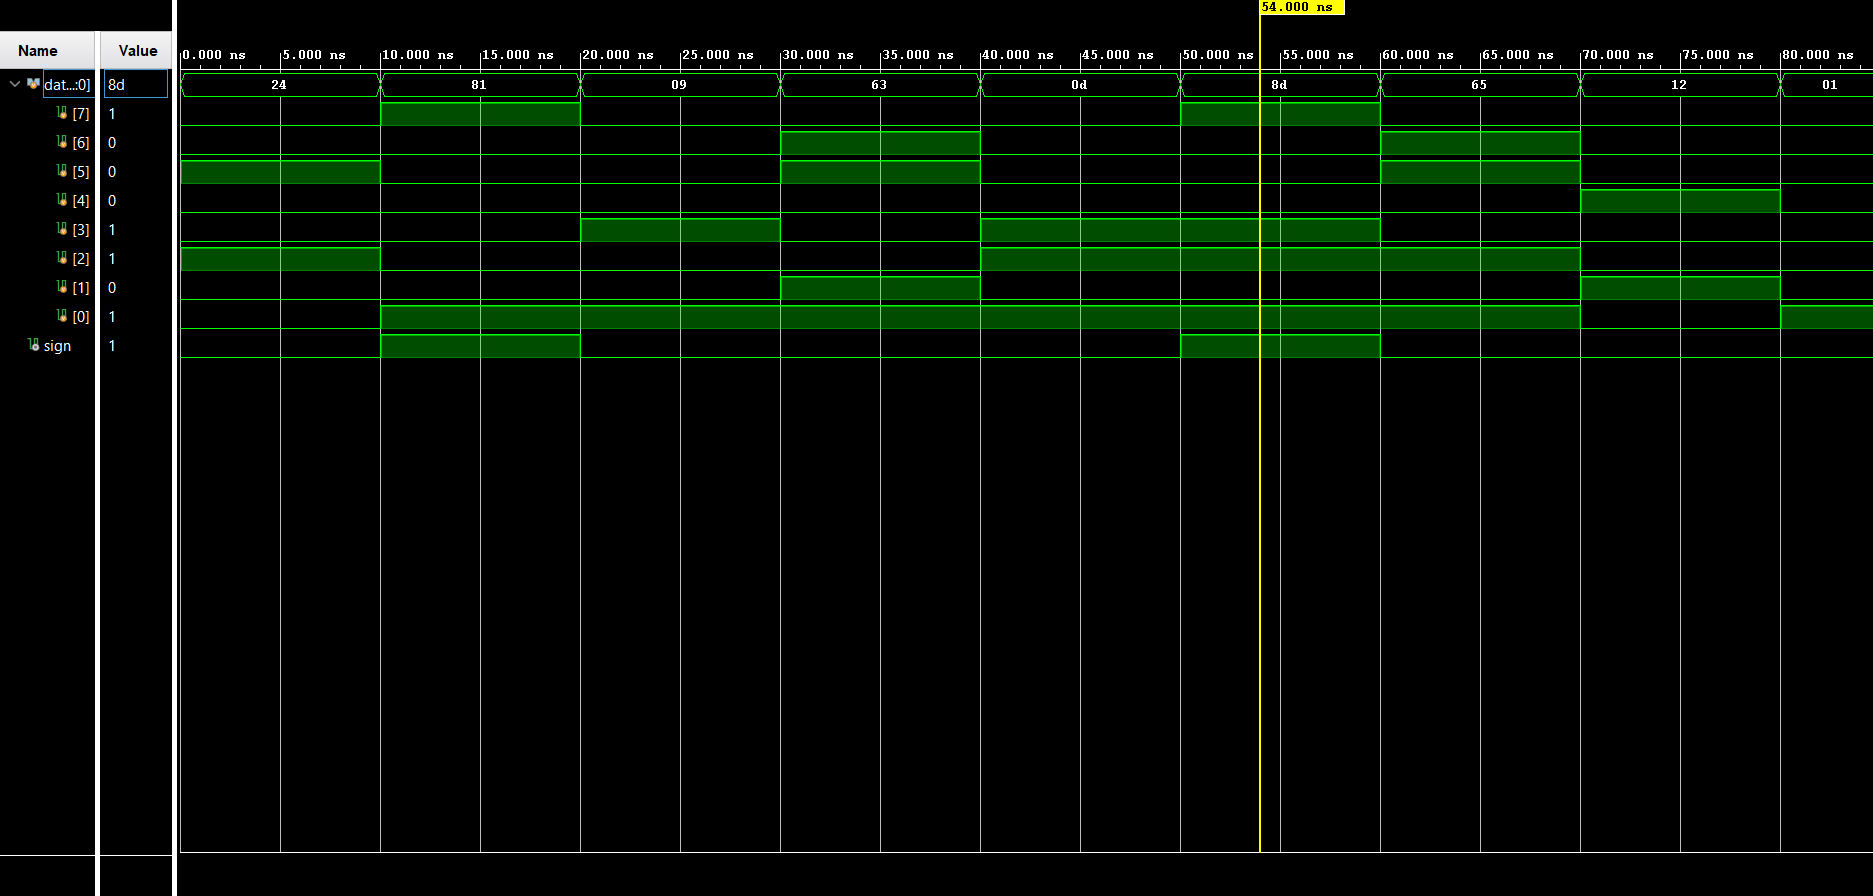 54.000 ns
Name Value
0.000 ns 5.000 ns 10.000 ns 15.000 ns 20.000 ns 25.000 ns 30.000 ns 35.000 ns 40.000 ns 45.000 ns 50.000 ns 55.000 ns 60.000 ns 65.000 ns 70.000 ns 75.000 ns 80.000 ns
dat...:0] 8d 24 81 09 63 0d 8d 65 12 01
[7] 1
[6] 0
[5] 0
[4] 0
[3] 1
[2] 1
[1] 0
[0] 1
sign 1